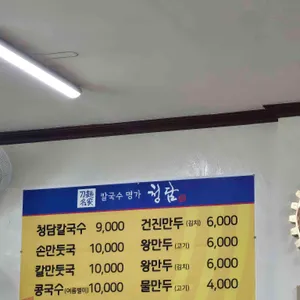 칼국수 명가 청담
청담칼국수 9,000
손만둣국 10,000
칼만둣국 10,000
콩국수(여름별미) 10,000
건진만두 (김치) 6,000
왕만두 (고기) 6,000
왕만두 (김치) 6,000
물만두 (고기) 4,000